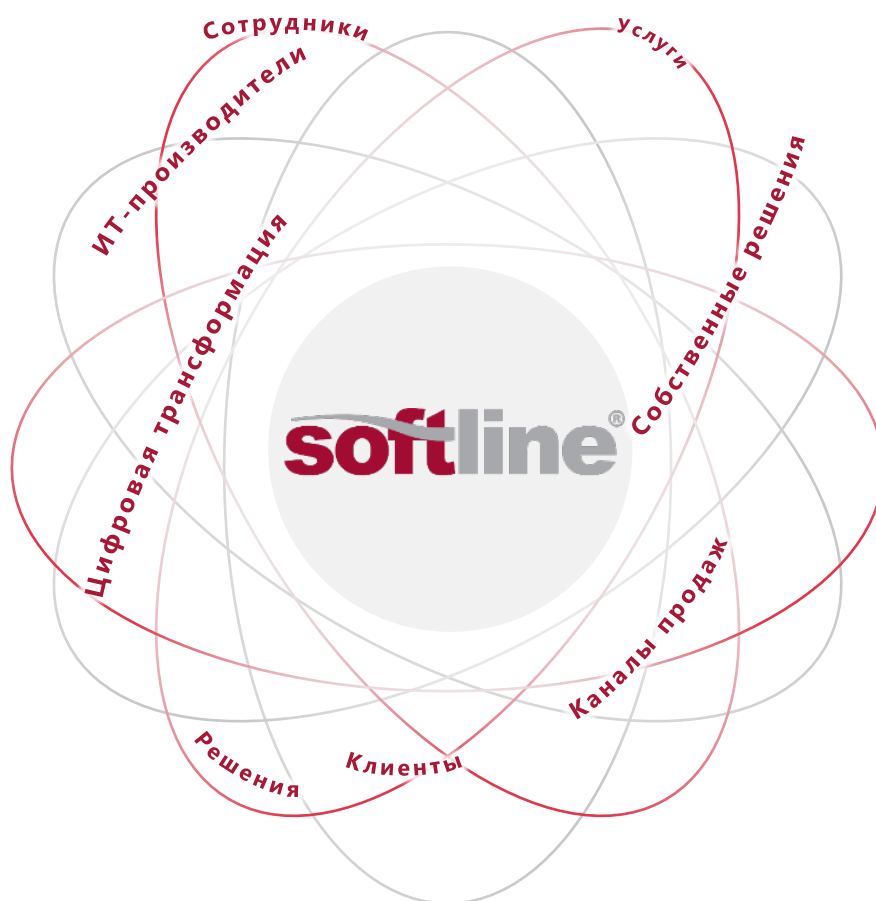 Сотрудники
Услуги
ИТ-производители
Собственные решения
Цифровая трансформация
softline®
Каналы продаж
Решения
Клиенты